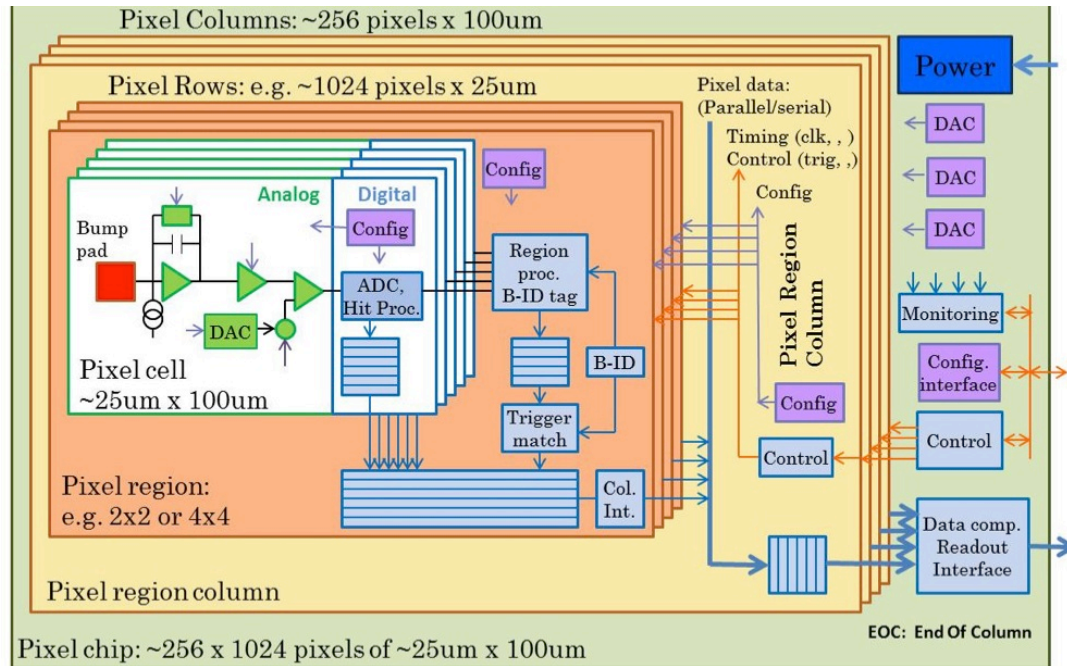 Pixel Columns: ~256 pixels x 100um
Pixel Rows: e.g. ~1024 pixels x 25um
Power
Pixel data:
(Parallel/serial)
Timing (clk, , )
Control (trig, ,)
Config
DAC
DAC
DAC
Analog
Digital
Config
Config
Bump
pad
ADC,
Hit Proc.
DAC
Region
proc.
B-ID tag
B-ID
Trigger
match
Pixel cell
~25um x 100um
Pixel Region
Column
Config
Control
Monitoring
Config.
interface
Control
Pixel region:
e.g. 2x2 or 4x4
Col.
Int.
Data comp.
Readout
Interface
Pixel region column
EOC: End Of Column
Pixel chip: ~256 x 1024 pixels of ~25um x 100um